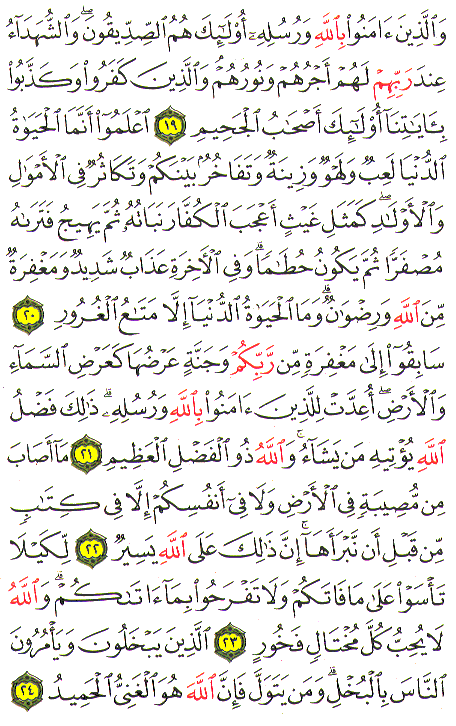 وَالَّذِينَ ءَامَنُوا۟ بِاللَّهِ وَرُسُلِهِۦٓ أُو۟لَٰٓئِكَ هُمُ الصِّدِّيقُونَ ۖ وَالشُّهَدَآءُ
عِندَ رَبِّهِمْ لَهُمْ أَجْرُهُمْ وَنُورُهُمْ ۖ وَالَّذِينَ كَفَرُوا۟ وَكَذَّبُوا۟
بِـَٔايَٰتِنَآ أُو۟لَٰٓئِكَ أَصْحَٰبُ الْجَحِيمِ ١٩ اعْلَمُوٓا۟ أَنَّمَا الْحَيَوٰةُ
الدُّنْيَا لَعِبٌ وَلَهْوٌ وَزِينَةٌ وَتَفَاخُرٌۢ بَيْنَكُمْ وَتَكَاثُرٌ فِى الْأَمْوَٰلِ
وَالْأَوْلَٰدِ ۖ كَمَثَلِ غَيْثٍ أَعْجَبَ الْكُفَّارَ نَبَاتُهُۥ ثُمَّ يَهِيجُ فَتَرَىٰهُ
مُصْفَرًّا ثُمَّ يَكُونُ حُطَٰمًا ۖ وَفِى الْأَخِرَةِ عَذَابٌ شَدِيدٌ وَمَغْفِرَةٌ
مِّنَ اللَّهِ وَرِضْوَٰنٌ ۚ وَمَا الْحَيَوٰةُ الدُّنْيَآ إِلَّا مَتَٰعُ الْغُرُورِ ٢٠
سَابِقُوٓا۟ إِلَىٰ مَغْفِرَةٍ مِّن رَّبِّكُمْ وَجَنَّةٍ عَرْضُهَا كَعَرْضِ السَّمَآءِ
وَالْأَرْضِ أُعِدَّتْ لِلَّذِينَ ءَامَنُوا۟ بِاللَّهِ وَرُسُلِهِۦ ۚ ذَٰلِكَ فَضْلُ
اللَّهِ يُؤْتِيهِ مَن يَشَآءُ ۚ وَاللَّهُ ذُو الْفَضْلِ الْعَظِيمِ ٢١ مَآ أَصَابَ
مِن مُّصِيبَةٍ فِى الْأَرْضِ وَلَا فِىٓ أَنفُسِكُمْ إِلَّا فِى كِتَٰبٍ
مِّن قَبْلِ أَن نَّبْرَأَهَآ ۚ إِنَّ ذَٰلِكَ عَلَى اللَّهِ يَسِيرٌ ٢٢ لِّكَيْلَا
تَأْسَوْا۟ عَلَىٰ مَا فَاتَكُمْ وَلَا تَفْرَحُوا۟ بِمَآ ءَاتَىٰكُمْ ۗ وَاللَّهُ
لَا يُحِبُّ كُلَّ مُخْتَالٍ فَخُورٍ ٢٣ الَّذِينَ يَبْخَلُونَ وَيَأْمُرُونَ
النَّاسَ بِالْبُخْلِ ۗ وَمَن يَتَوَلَّ فَإِنَّ اللَّهَ هُوَ الْغَنِىُّ الْحَمِيدُ ٢٤